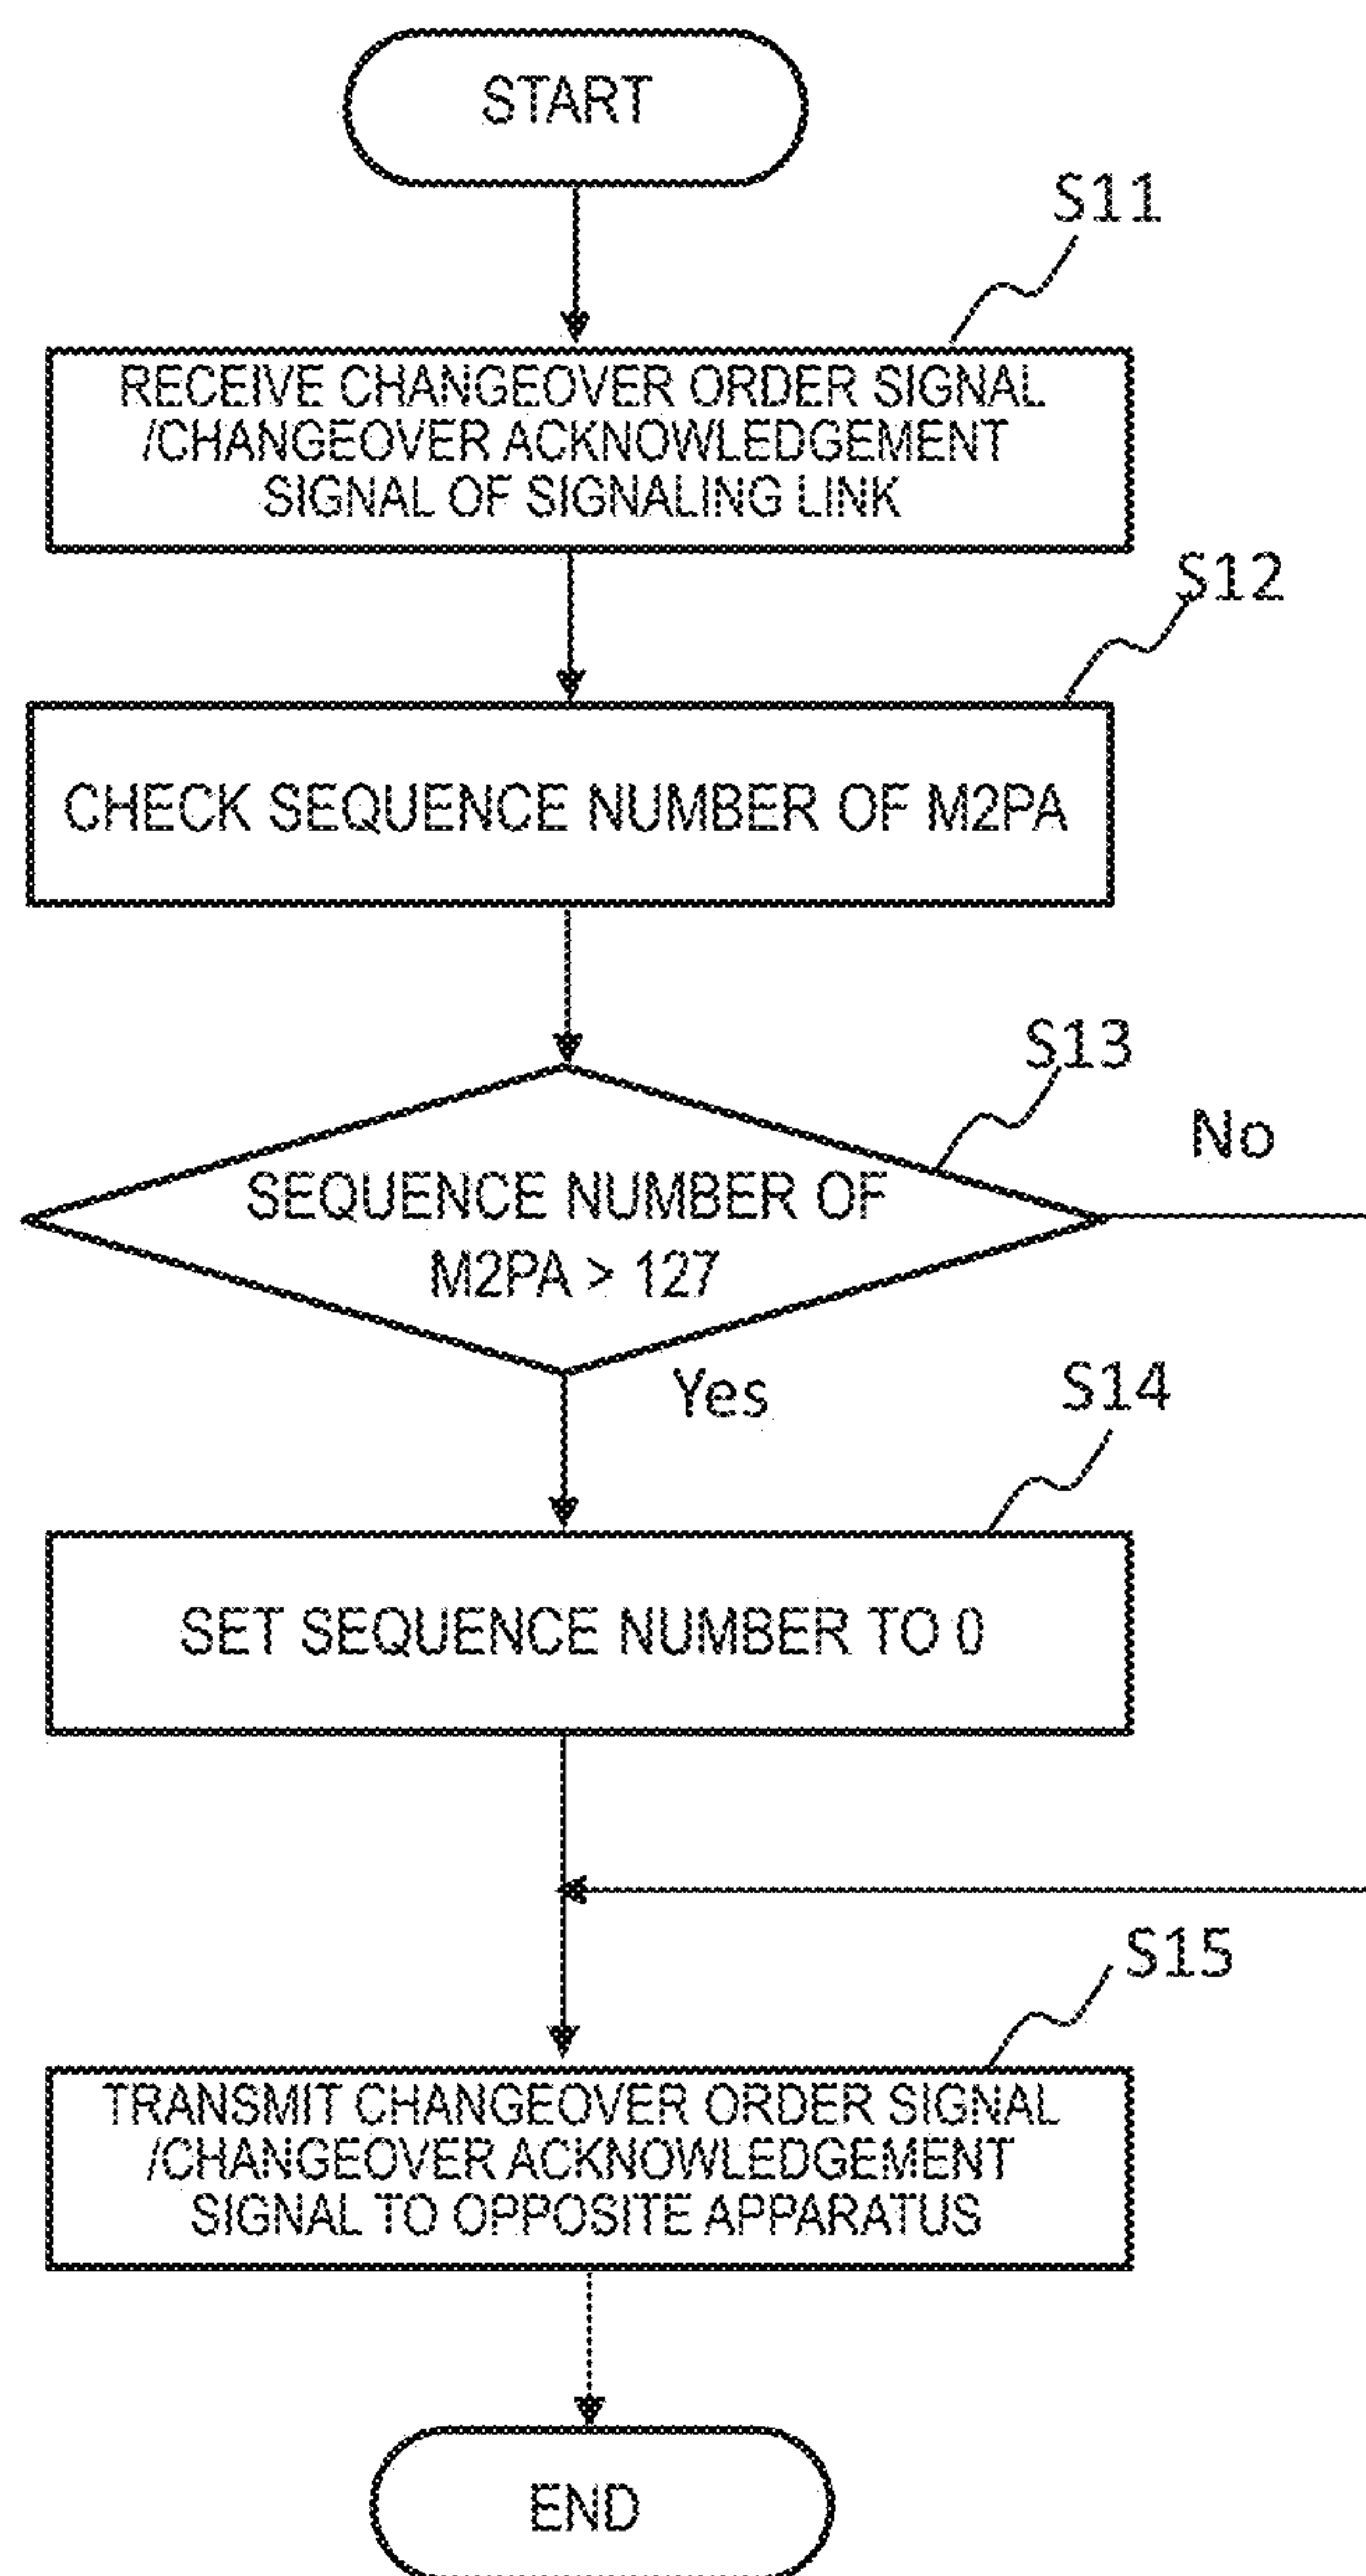 START
S11
RECEIVE CHANGEOVER ORDER SIGNAL
/CHANGEOVER ACKNOWLEDGEMENT
SIGNAL OF SIGNALING LINK
S12
CHECK SEQUENCE NUMBER OF M2PA
S13
No
SEQUENCE NUMBER OF
M2PA > 127
Yes
S14
SET SEQUENCE NUMBER TO 0
S15
TRANSMIT CHANGEOVER ORDER SIGNAL
/CHANGEOVER ACKNOWLEDGEMENT
SIGNAL TO OPPOSITE APPARATUS
END